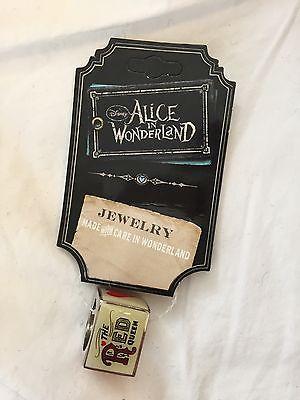 Disney
ALICE
IN
WONDERLAND
JEWELRY
MADE WITH CARE IN WONDERLAND
THE
RED
QUEEN